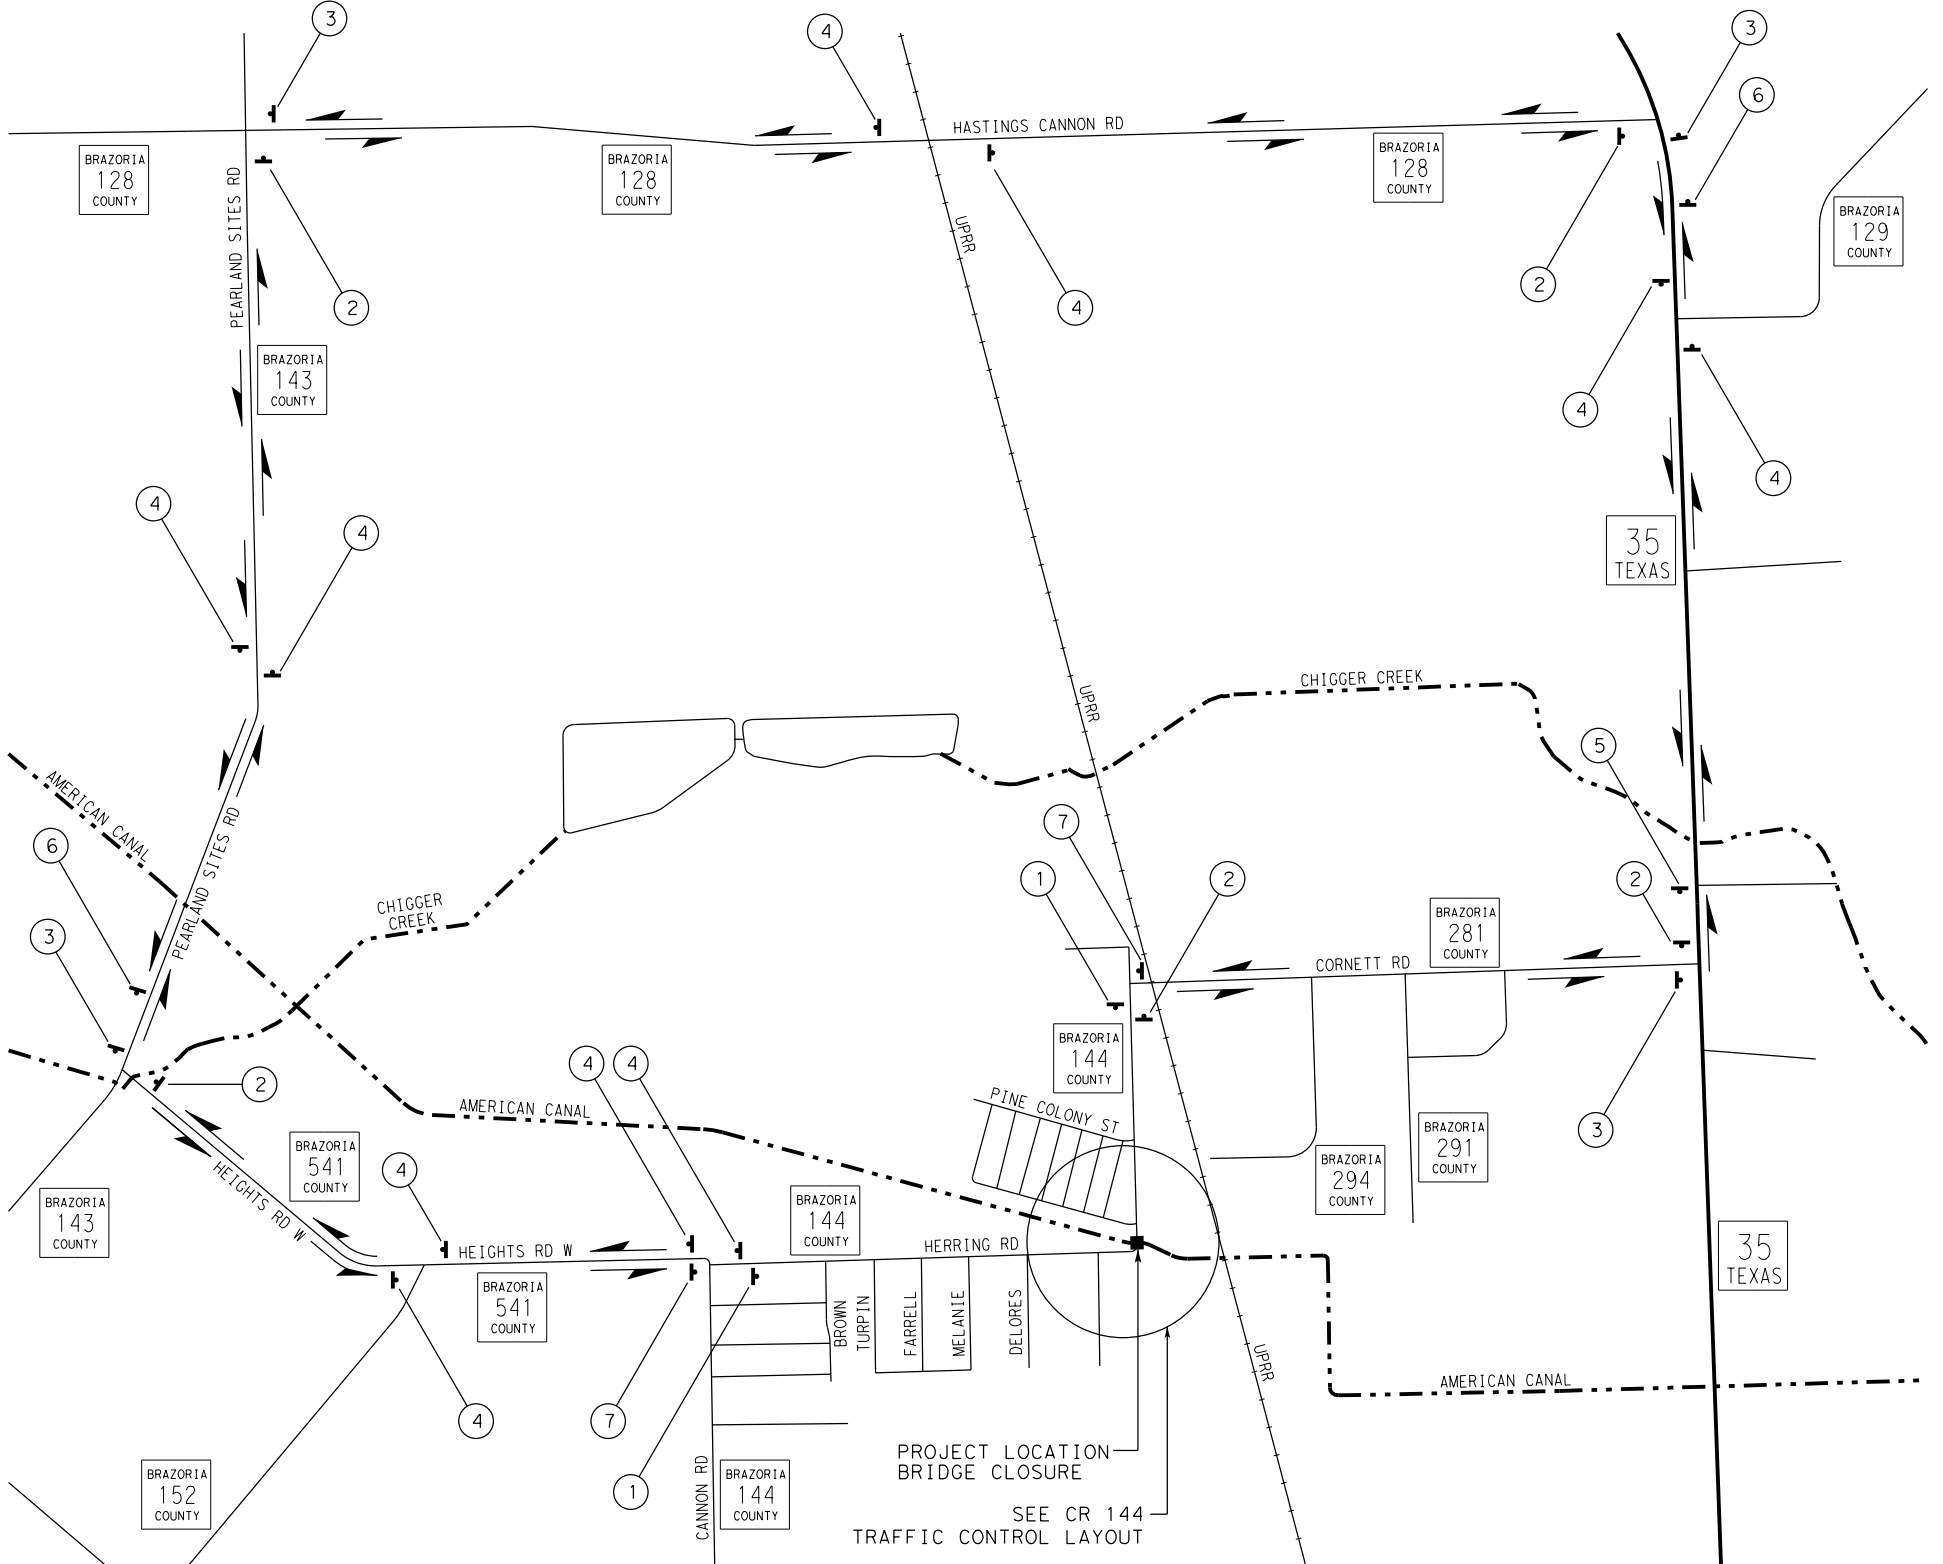 3
4
3
6
HASTINGS CANNON RD
BRAZORIA
128
COUNTY
BRAZORIA
128
COUNTY
BRAZORIA
128
COUNTY
PEARLAND SITES RD
UPRR
BRAZORIA
129
COUNTY
2
4
2
BRAZORIA
143
COUNTY
4
4
4
4
35
TEXAS
CHIGGER CREEK
UPRR
5
AMERICAN CANAL
7
6
PEARLAND SITES RD
CHIGGER
CREEK
1
2
2
3
BRAZORIA
281
COUNTY
CORNETT RD
BRAZORIA
144
COUNTY
4
4
2
PINE COLONY ST
AMERICAN CANAL
3
BRAZORIA
541
COUNTY
HEIGHTS RD W
4
BRAZORIA
291
COUNTY
BRAZORIA
294
COUNTY
BRAZORIA
143
COUNTY
BRAZORIA
144
COUNTY
HEIGHTS RD W
HERRING RD
35
TEXAS
BRAZORIA
541
COUNTY
BROWN
TURPIN
FARRELL
MELANIE
DELORES
UPRR
AMERICAN CANAL
4
7
1
PROJECT LOCATION
BRIDGE CLOSURE
BRAZORIA
152
COUNTY
CANNON RD
BRAZORIA
144
COUNTY
SEE CR 144
TRAFFIC CONTROL LAYOUT